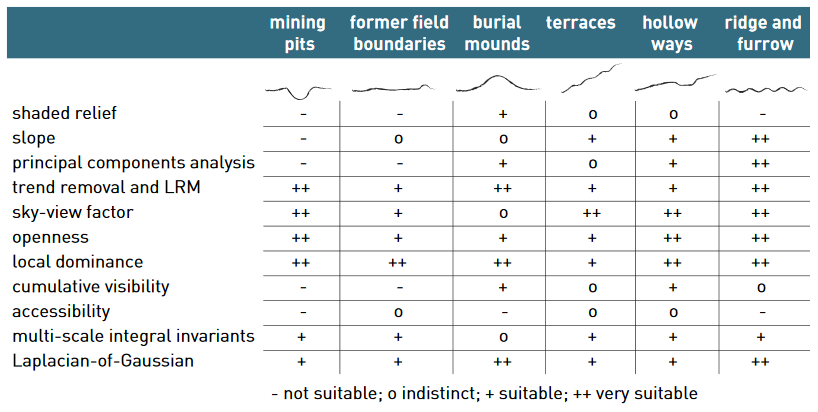 mining pits former field boundaries burial mounds terraces hollow ways ridge and furrow
shaded relief - - + o o -
slope - o o + + ++
principal components analysis - - + o + ++
trend removal and LRM ++ + ++ + + ++
sky-view factor ++ + o ++ ++ ++
openness ++ + + + ++ ++
local dominance ++ ++ ++ + ++ ++
cumulative visibility - - + o + o
accessibility - o - o o -
multi-scale integral invariants + + o + + +
Laplacian-of-Gaussian + + ++ + + ++
- not suitable; o indistinct; + suitable; ++ very suitable